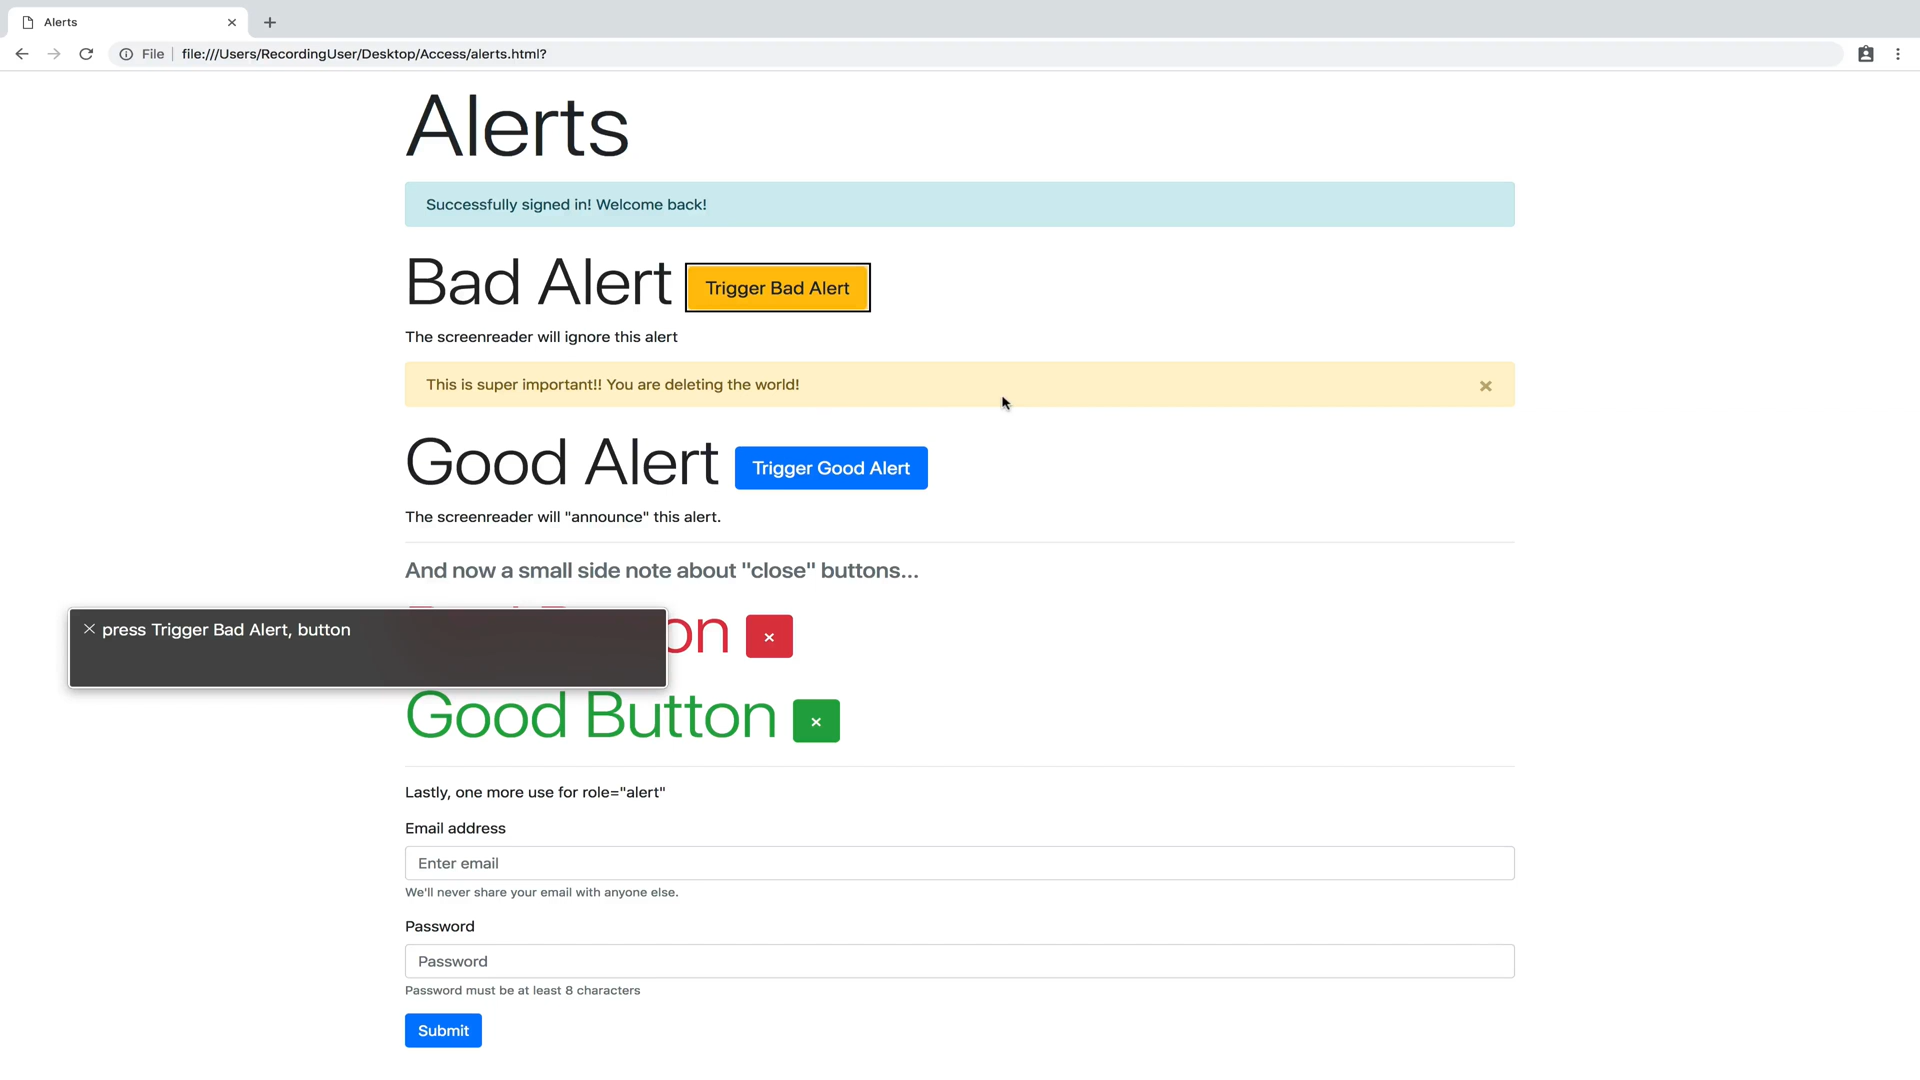 Alerts
File | file:///Users/RecordingUser/Desktop/Access/alerts.html?
Alerts
Successfully signed in! Welcome back!
Bad Alert Trigger Bad Alert
The screenreader will ignore this alert
This is super important!! You are deleting the world! ×
Good Alert Trigger Good Alert
The screenreader will "announce" this alert.
And now a small side note about "close" buttons...
× press Trigger Bad Alert, button
on ×
Good Button ×
Lastly, one more use for role="alert"
Email address
Enter email
We'll never share your email with anyone else.
Password
Password
Password must be at least 8 characters
Submit